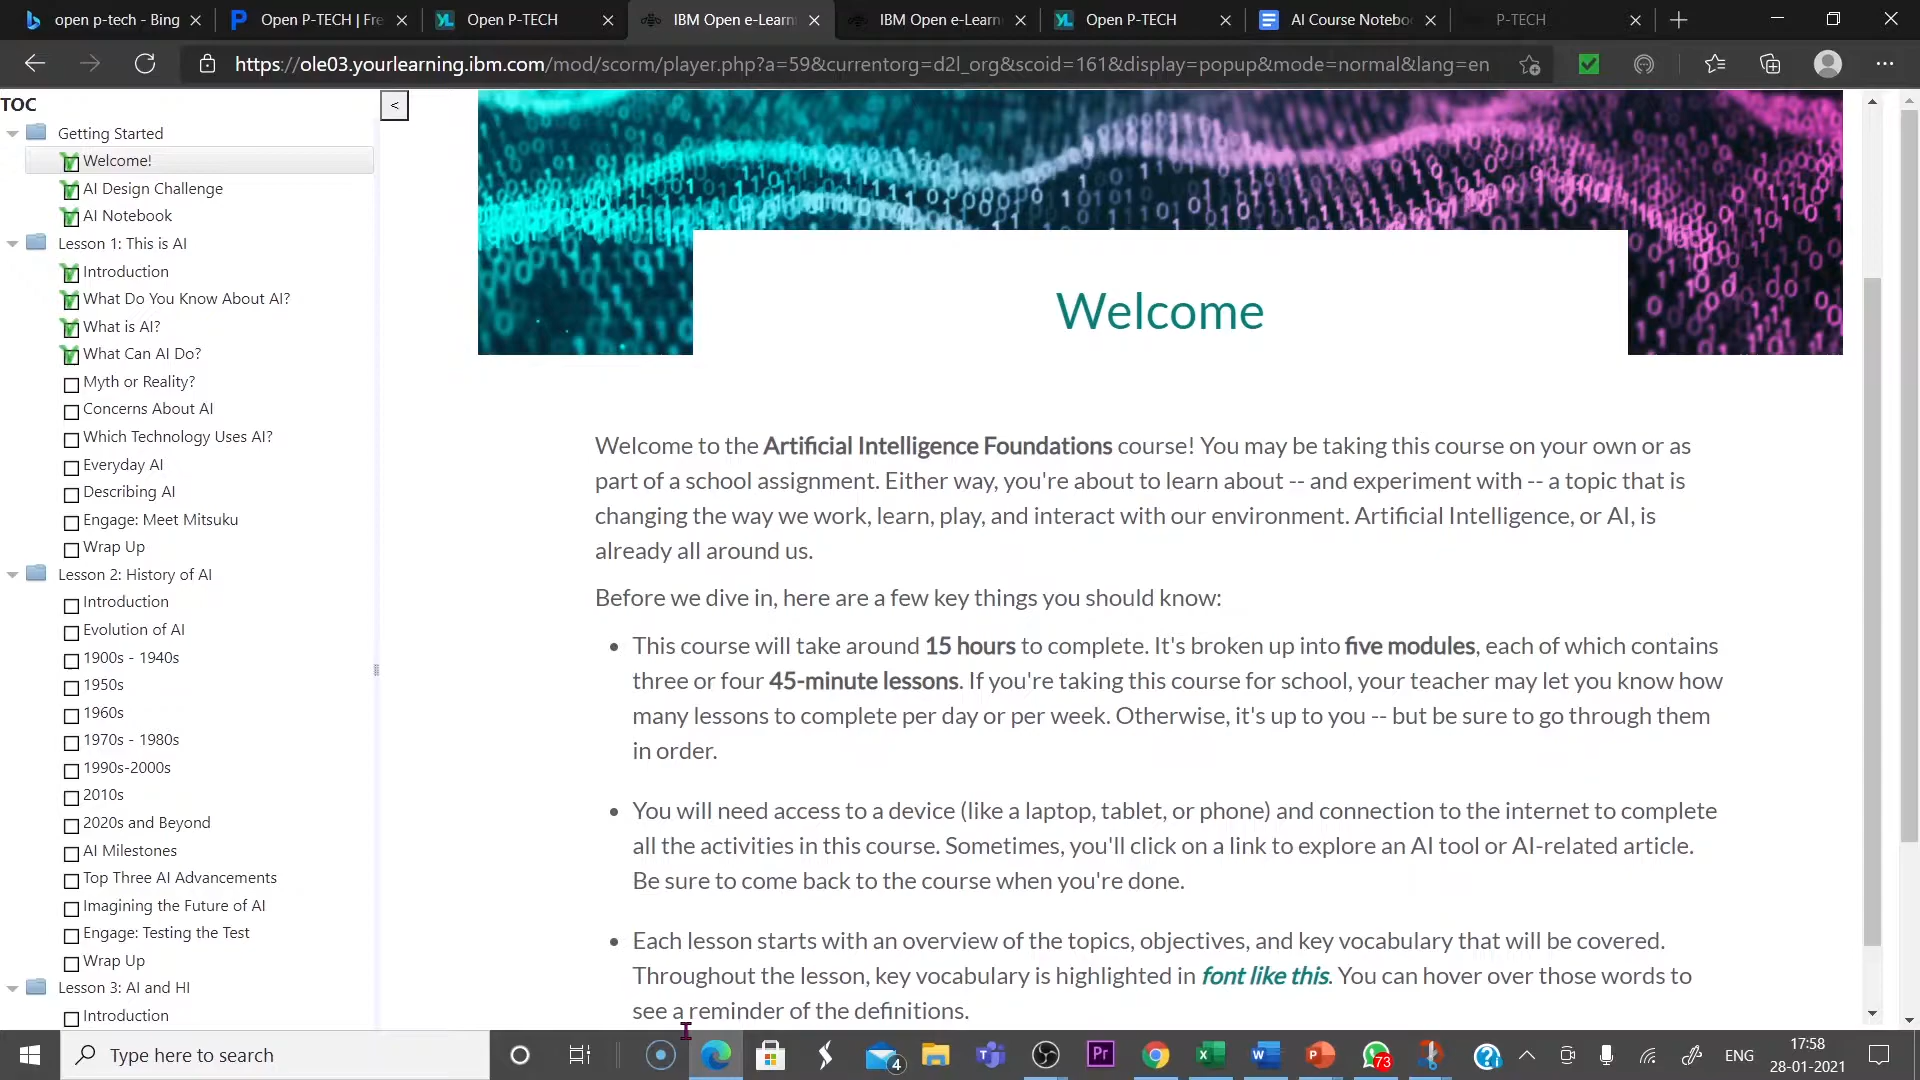 open p-tech - Bing
Open P-TECH | Fre
Open P-TECH
IBM Open e-Learni
IBM Open e-Learni
Open P-TECH
AI Course Notebo
P-TECH
https://ole03.yourlearning.ibm.com/mod/scorm/player.php?a=59&currentorg=d2l_org&scoid=161&display=popup&mode=normal&lang=en
TOC
<
Getting Started
Welcome!
AI Design Challenge
AI Notebook
Lesson 1: This is AI
Introduction
What Do You Know About AI?
What is AI?
What Can AI Do?
Myth or Reality?
Concerns About AI
Which Technology Uses AI?
Everyday AI
Describing AI
Engage: Meet Mitsuku
Wrap Up
Lesson 2: History of AI
Introduction
Evolution of AI
1900s - 1940s
1950s
1960s
1970s - 1980s
1990s-2000s
2010s
2020s and Beyond
AI Milestones
Top Three AI Advancements
Imagining the Future of AI
Engage: Testing the Test
Wrap Up
Lesson 3: AI and HI
Introduction
Welcome
Welcome to the Artificial Intelligence Foundations course! You may be taking this course on your own or as
part of a school assignment. Either way, you're about to learn about -- and experiment with -- a topic that is
changing the way we work, learn, play, and interact with our environment. Artificial Intelligence, or AI, is
already all around us.
Before we dive in, here are a few key things you should know:
• This course will take around 15 hours to complete. It's broken up into five modules, each of which contains
three or four 45-minute lessons. If you're taking this course for school, your teacher may let you know how
many lessons to complete per day or per week. Otherwise, it's up to you -- but be sure to go through them
in order.
• You will need access to a device (like a laptop, tablet, or phone) and connection to the internet to complete
all the activities in this course. Sometimes, you'll click on a link to explore an AI tool or AI-related article.
Be sure to come back to the course when you're done.
• Each lesson starts with an overview of the topics, objectives, and key vocabulary that will be covered.
Throughout the lesson, key vocabulary is highlighted in font like this. You can hover over those words to
see a reminder of the definitions.
Type here to search
4
Pr
73
ENG
17:58
28-01-2021